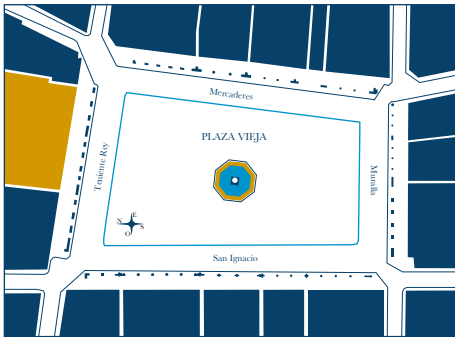 Mercaderes
PLAZA VIEJA
Teniente Rey
Muralla
E
N
S
O
San Ignacio